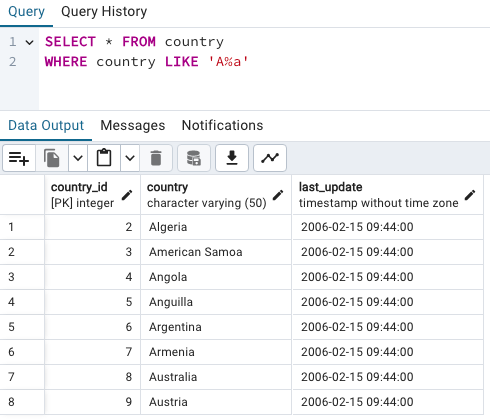 Query Query History
1 SELECT * FROM country
2 WHERE country LIKE 'A%a'
Data Output Messages Notifications
country_id country last_update
[PK] integer character varying (50) timestamp without time zone
1 2 Algeria 2006-02-15 09:44:00
2 3 American Samoa 2006-02-15 09:44:00
3 4 Angola 2006-02-15 09:44:00
4 5 Anguilla 2006-02-15 09:44:00
5 6 Argentina 2006-02-15 09:44:00
6 7 Armenia 2006-02-15 09:44:00
7 8 Australia 2006-02-15 09:44:00
8 9 Austria 2006-02-15 09:44:00